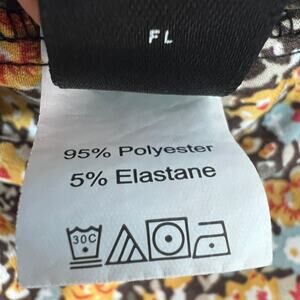 FL
95% Polyester
5% Elastane
30C